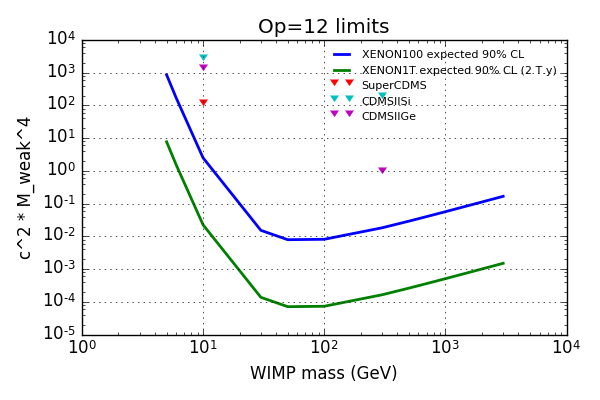 Op=12 limits
c^2 * M_weak^4
10^4
10^3
10^2
10^1
10^0
10^-1
10^-2
10^-3
10^-4
10^-5
XENON100 expected 90% CL
XENON1T expected 90% CL (2.T.y)
SuperCDMS
CDMSIISi
CDMSIIGe
10^0 10^1 10^2 10^3 10^4
WIMP mass (GeV)